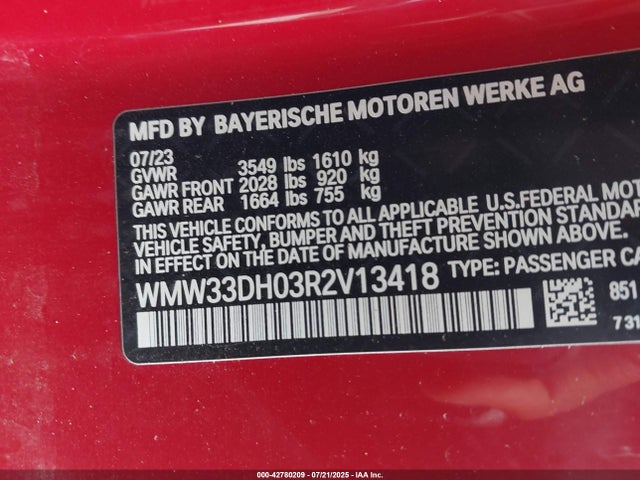 MFD BY BAYERISCHE MOTOREN WERKE AG
07/23
GVWR 3549 lbs 1610 kg
GAWR FRONT 2028 lbs 920 kg
GAWR REAR 1664 lbs 755 kg
THIS VEHICLE CONFORMS TO ALL APPLICABLE U.S.FEDERAL MOT
VEHICLE SAFETY, BUMPER AND THEFT PREVENTION STANDAR
IN EFFECT ON THE DATE OF MANUFACTURE SHOWN ABOVE.
WMW33DH03R2V13418 TYPE: PASSENGER CA
851
7 31
000-42780209 - 07/21/2025 - IAA Inc.